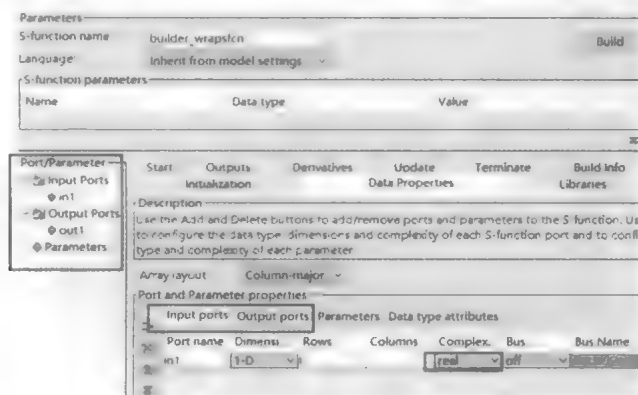 Parameters
S-function name builder_wrapsfcn Build
Language: Inherit from model settings
S-function parameters
Name Data type Value
Port/Parameter
Input Ports
in1
Output Ports
out1
Parameters
Start Outputs Derivatives Update Terminate Build Info
Initialization Data Properties Libraries
Description
Use the Add and Delete buttons to add/remove ports and parameters to the S function.
to configure the data type, dimensions and complexity of each S-function port and to
type and complexity of each parameter
Array layout Column-major
Port and Parameter properties
Input ports Output ports Parameters Data type attributes
Port name Dimensi. Rows Columns Complex. Bus Bus Name
in1 1-D real off